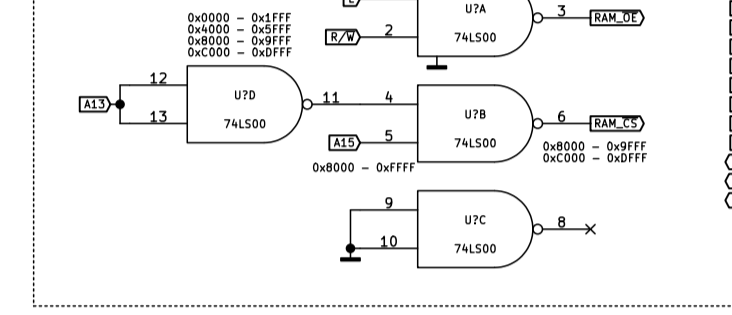 U?A
3
RAM_OE
R/W
2
74LS00
0x0000 - 0x1FFF
0x4000 - 0x5FFF
0x8000 - 0x9FFF
0xC000 - 0xDFFF
12
A13
13
U?D
74LS00
11
4
A15
5
0x8000 - 0xFFFF
U?B
74LS00
6
RAM_CS
0x8000 - 0x9FFF
0xC000 - 0xDFFF
9
10
U?C
74LS00
8